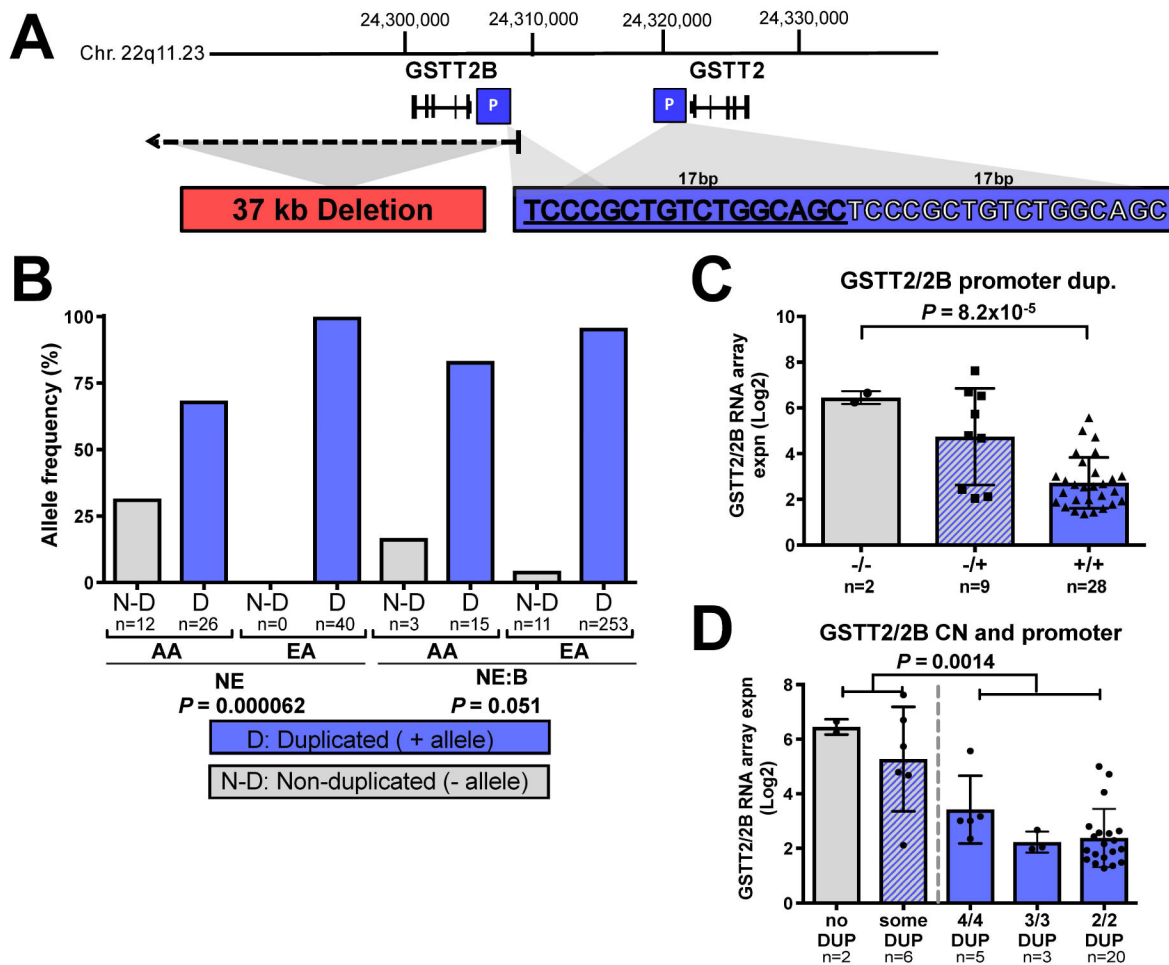 A
24,300,000 24,310,000 24,320,000 24,330,000
Chr. 22q11.23
GSTT2B GSTT2
P P
17bp 17bp
37 kb Deletion
TCCCGCTGTCTGGCAGCTCCCGCTGTCTGGCAGC
B
Allele frequency (%)
100
75
50
25
0
N-D D N-D D N-D D N-D D
n=12 n=26 n=0 n=40 n=3 n=15 n=11 n=253
AA EA AA EA
NE NE:B
P = 0.000062 P = 0.051
D: Duplicated ( + allele)
N-D: Non-duplicated (- allele)
C
GSTT2/2B promoter dup.
P = 8.2x10-5
GSTT2/2B RNA array
expn (Log2)
10
8
6
4
2
0
-/- -/+ +/+
n=2 n=9 n=28
D
GSTT2/2B CN and promoter
P = 0.0014
GSTT2/2B RNA array expn
(Log2)
8
6
4
2
0
no some 4/4 3/3 2/2
DUP DUP DUP DUP DUP
n=2 n=6 n=5 n=3 n=20